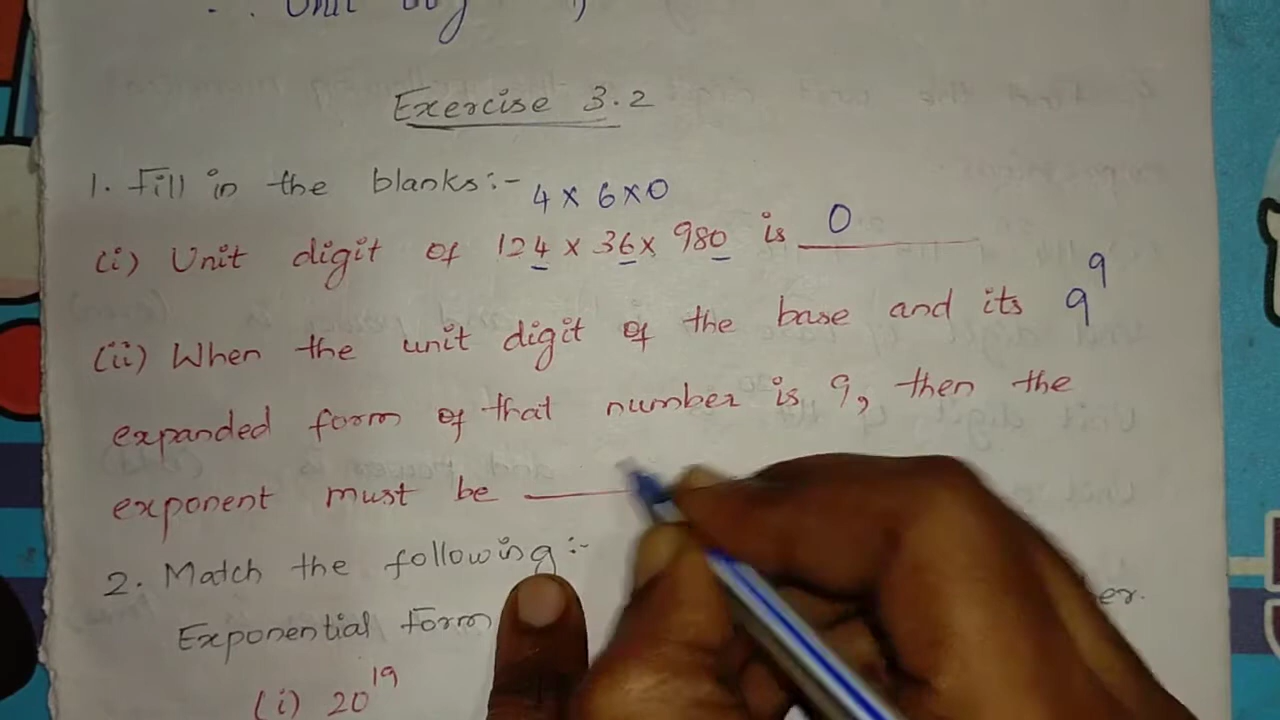 Exercise 3.2
1. Fill in the blanks:-
4 x 6 x 0
(i) Unit digit of 124 x 36 x 980 is 0
(ii) When the unit digit of the base and its 9^9
expanded form of that number is 9, then the
exponent must be
2. Match the following:-
Exponential form
(i) 20^19